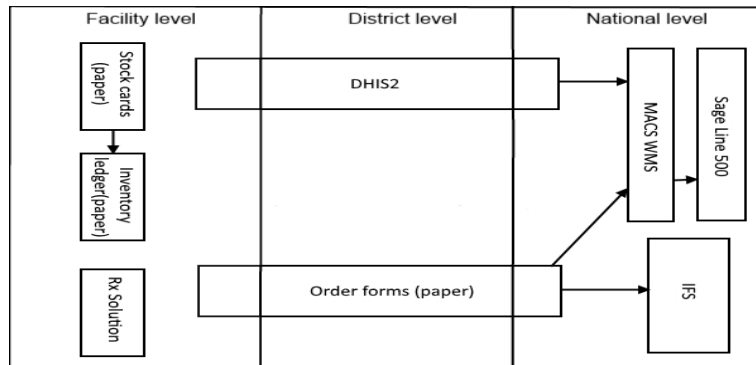 Facility level
District level
National level
Stock cards
(paper)
Inventory
ledger(paper)
Rx Solution
DHIS2
Order forms (paper)
MACS WMS
Sage Line 500
IFS